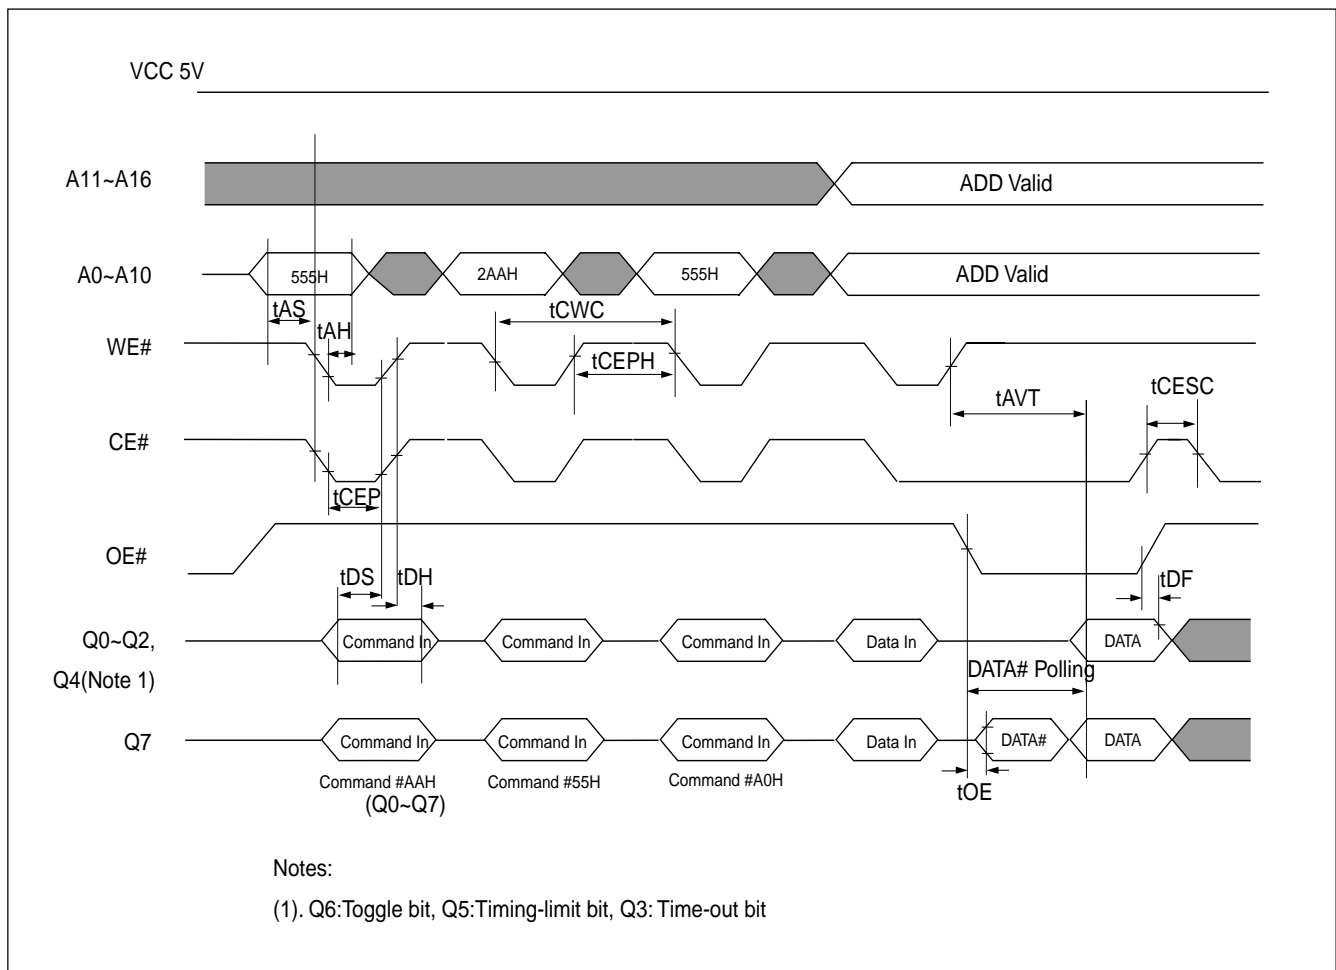 VCC 5V
A11~A16
ADD Valid
A0~A10
555H
2AAH
555H
ADD Valid
tAS
tAH
tCWC
WE#
tCEPH
tAVT
tCESC
CE#
tCEP
OE#
tDS
tDH
tDF
Q0~Q2,
Command In
Command In
Command In
Data In
DATA
Q4(Note 1)
DATA# Polling
Q7
Command In
Command In
Command In
Data In
DATA#
DATA
Command #AAH
Command #55H
Command #A0H
(Q0~Q7)
tOE
Notes:
(1). Q6:Toggle bit, Q5:Timing-limit bit, Q3: Time-out bit